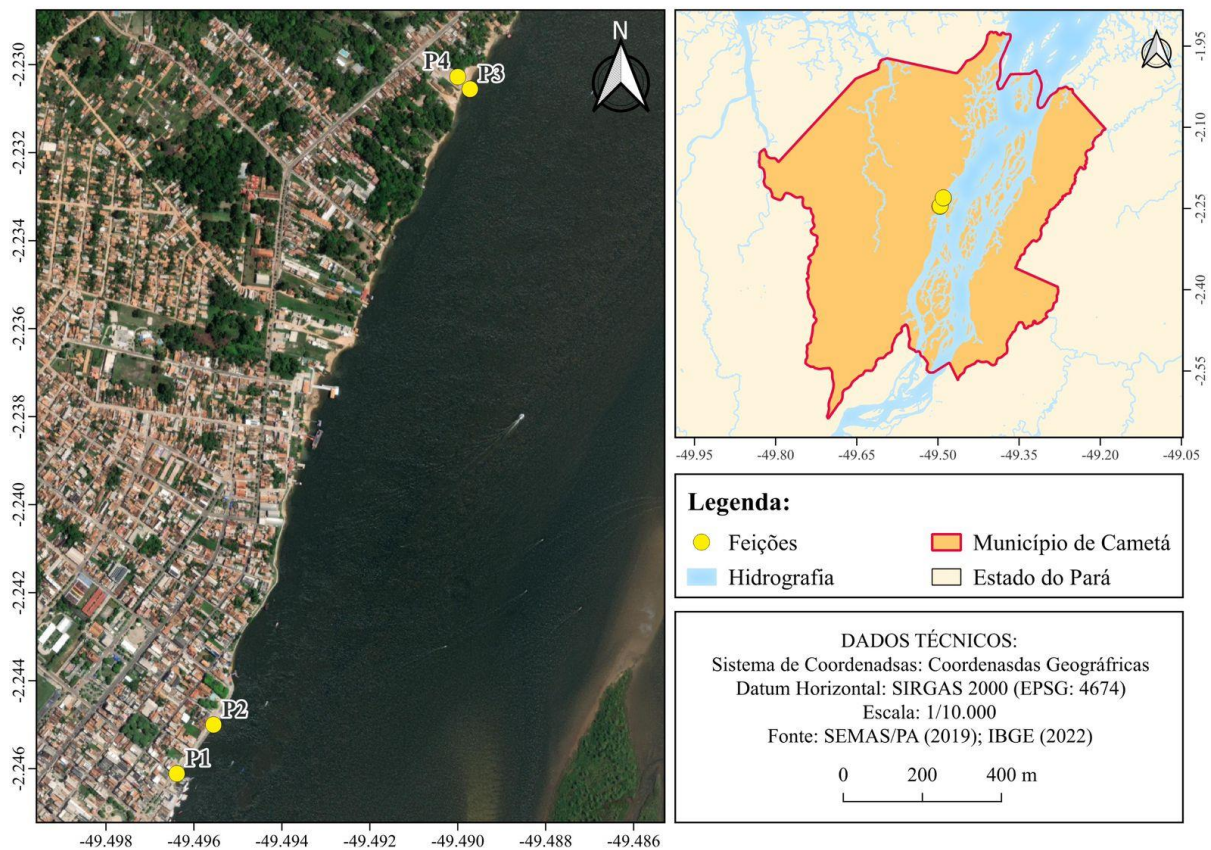 N
P4
P3
P2
P1
-2.230
-2.232
-2.234
-2.236
-2.238
-2.240
-2.242
-2.244
-2.246
-49.498
-49.496
-49.494
-49.492
-49.490
-49.488
-49.486
-1.95
-2.10
-2.25
-2.40
-2.55
-49.95
-49.80
-49.65
-49.50
-49.35
-49.20
-49.05
Legenda:
Feições
Município de Cametá
Hidrografia
Estado do Pará
DADOS TÉCNICOS:
Sistema de Coordenadsas: Coordenasdas Geográficas
Datum Horizontal: SIRGAS 2000 (EPSG: 4674)
Escala: 1/10.000
Fonte: SEMAS/PA (2019); IBGE (2022)
0 200 400 m